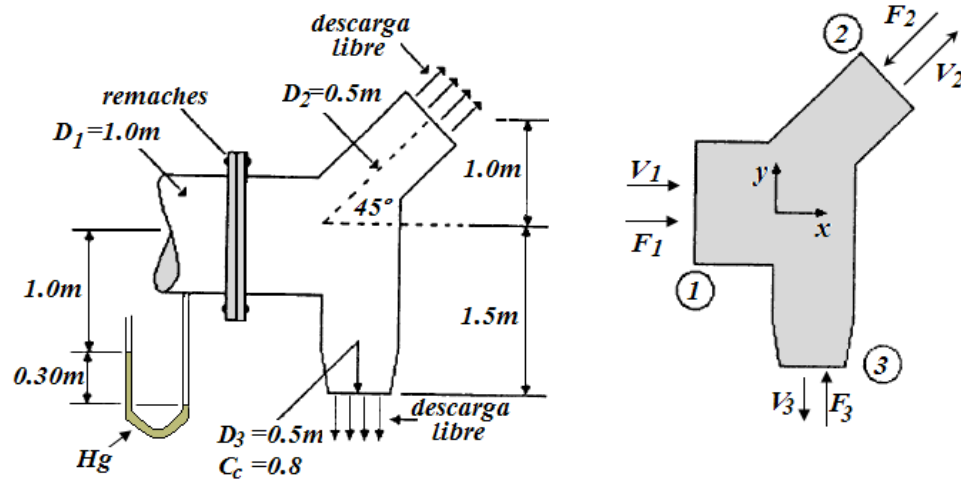 descarga
libre
remaches
D₂=0.5m
D₁=1.0m
45°
1.0m
1.0m
1.5m
0.30m
descarga
libre
D₃=0.5m
C_c=0.8
Hg
2
F₂
V₂
V₁
y
x
F₁
1
3
V₃
F₃